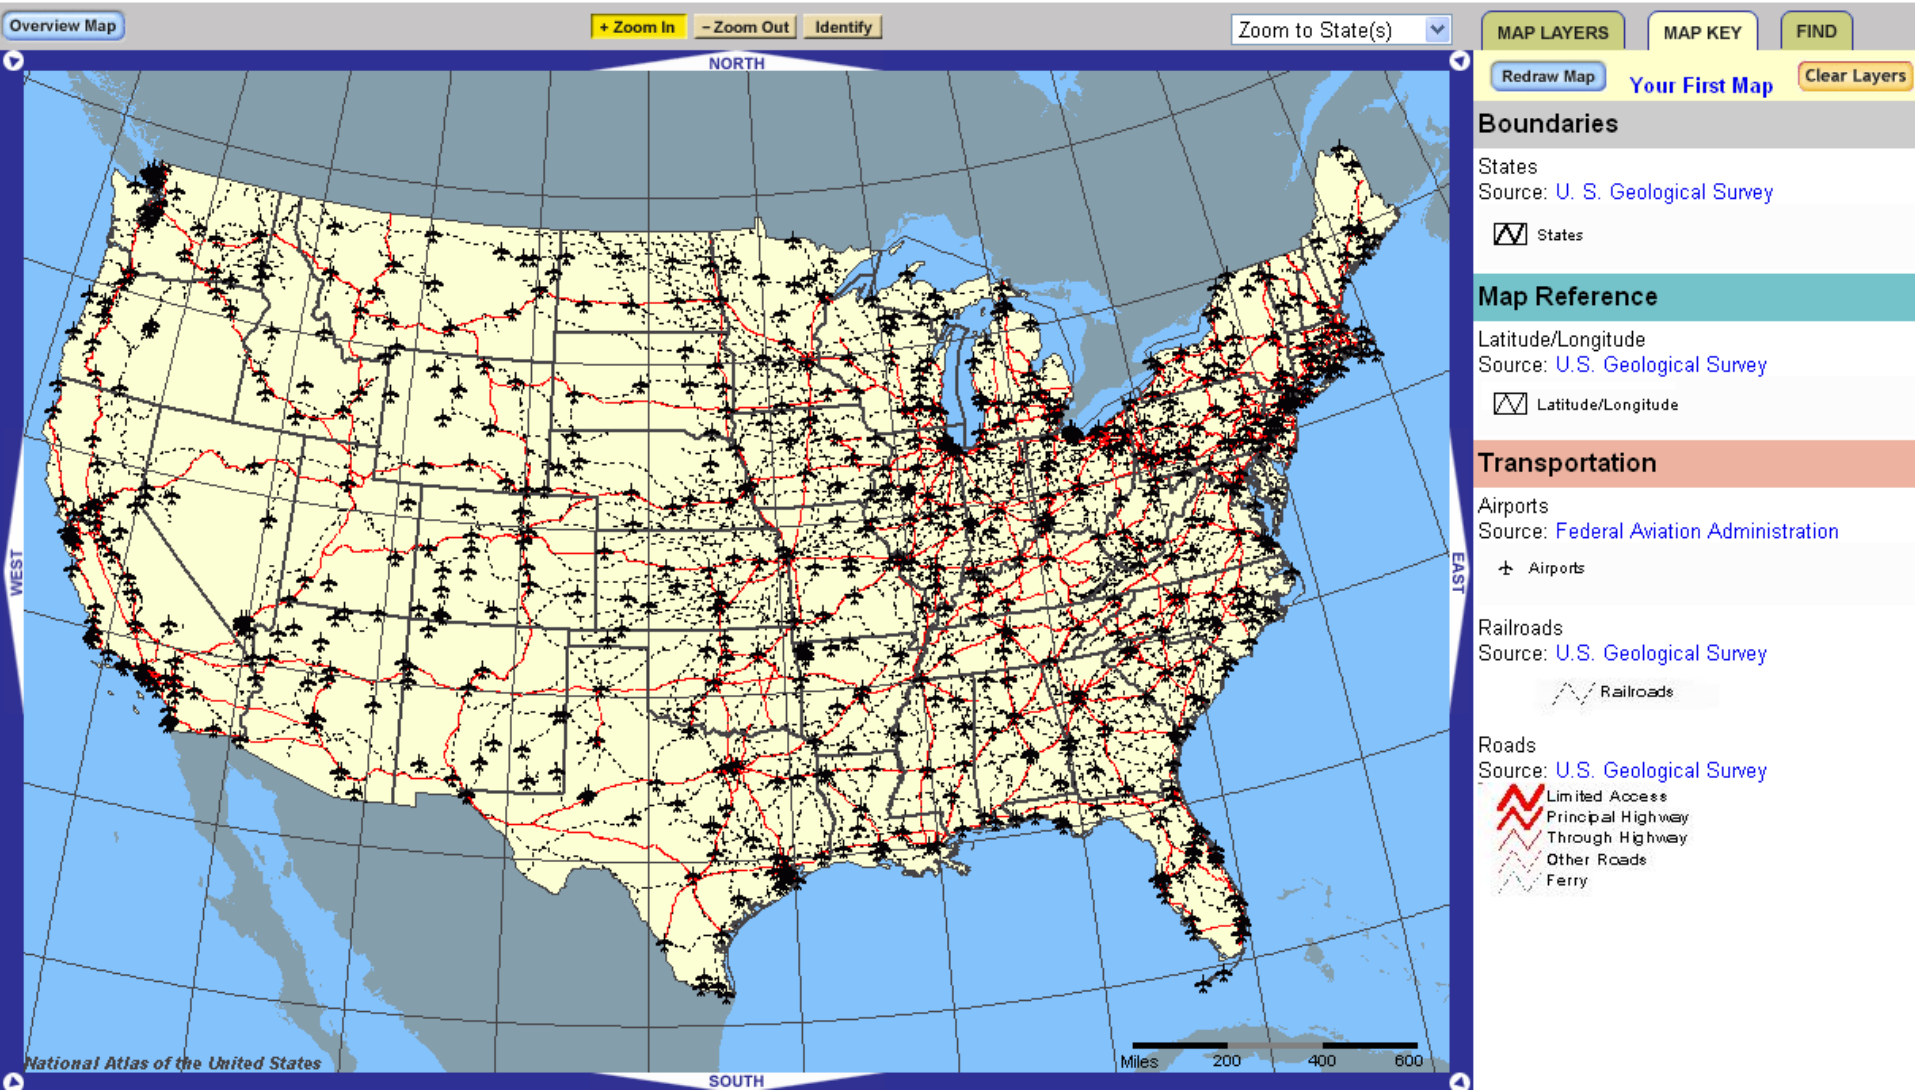 Overview Map
+ Zoom In
– Zoom Out
Identify
Zoom to State(s)
MAP LAYERS
MAP KEY
FIND
NORTH
WEST
EAST
SOUTH
National Atlas of the United States
Miles 200 400 600
Redraw Map
Your First Map
Clear Layers
Boundaries
States
Source: U. S. Geological Survey
States
Map Reference
Latitude/Longitude
Source: U.S. Geological Survey
Latitude/Longitude
Transportation
Airports
Source: Federal Aviation Administration
Airports
Railroads
Source: U.S. Geological Survey
Railroads
Roads
Source: U.S. Geological Survey
Limited Access
Principal Highway
Through Highway
Other Roads
Ferry